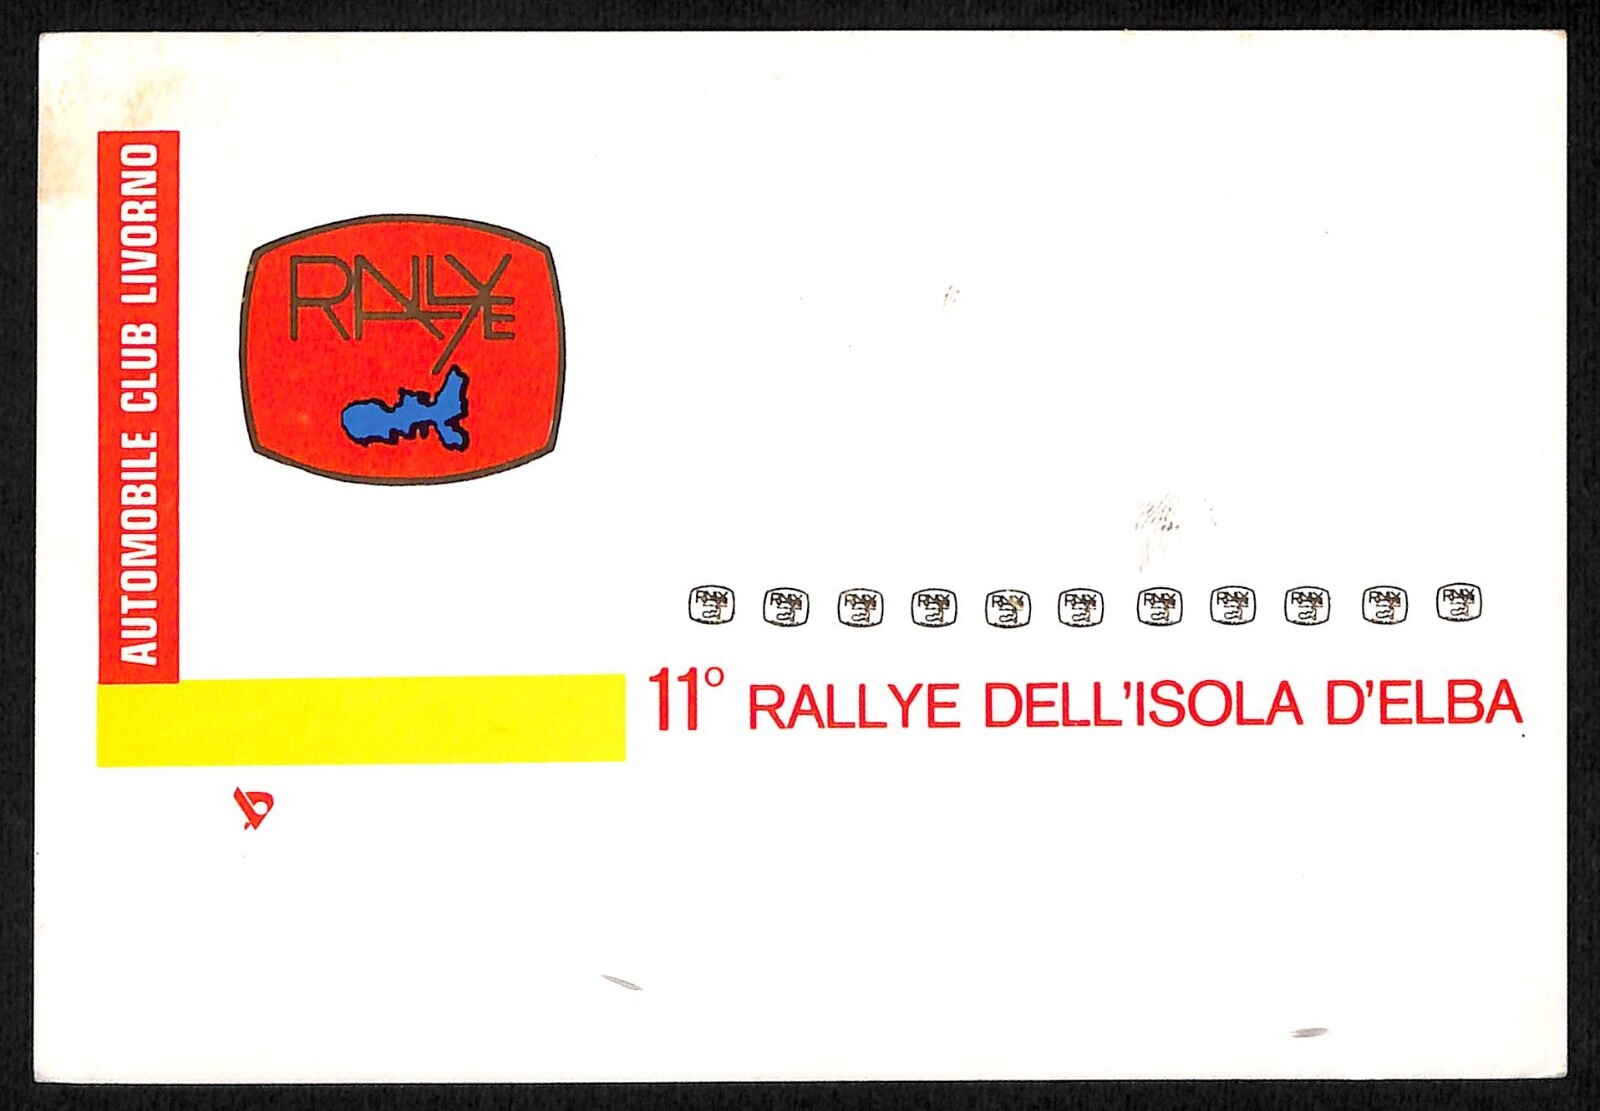 AUTOMOBILE CLUB LIVORNO
RALLYE
11° RALLYE DELL'ISOLA D'ELBA
b